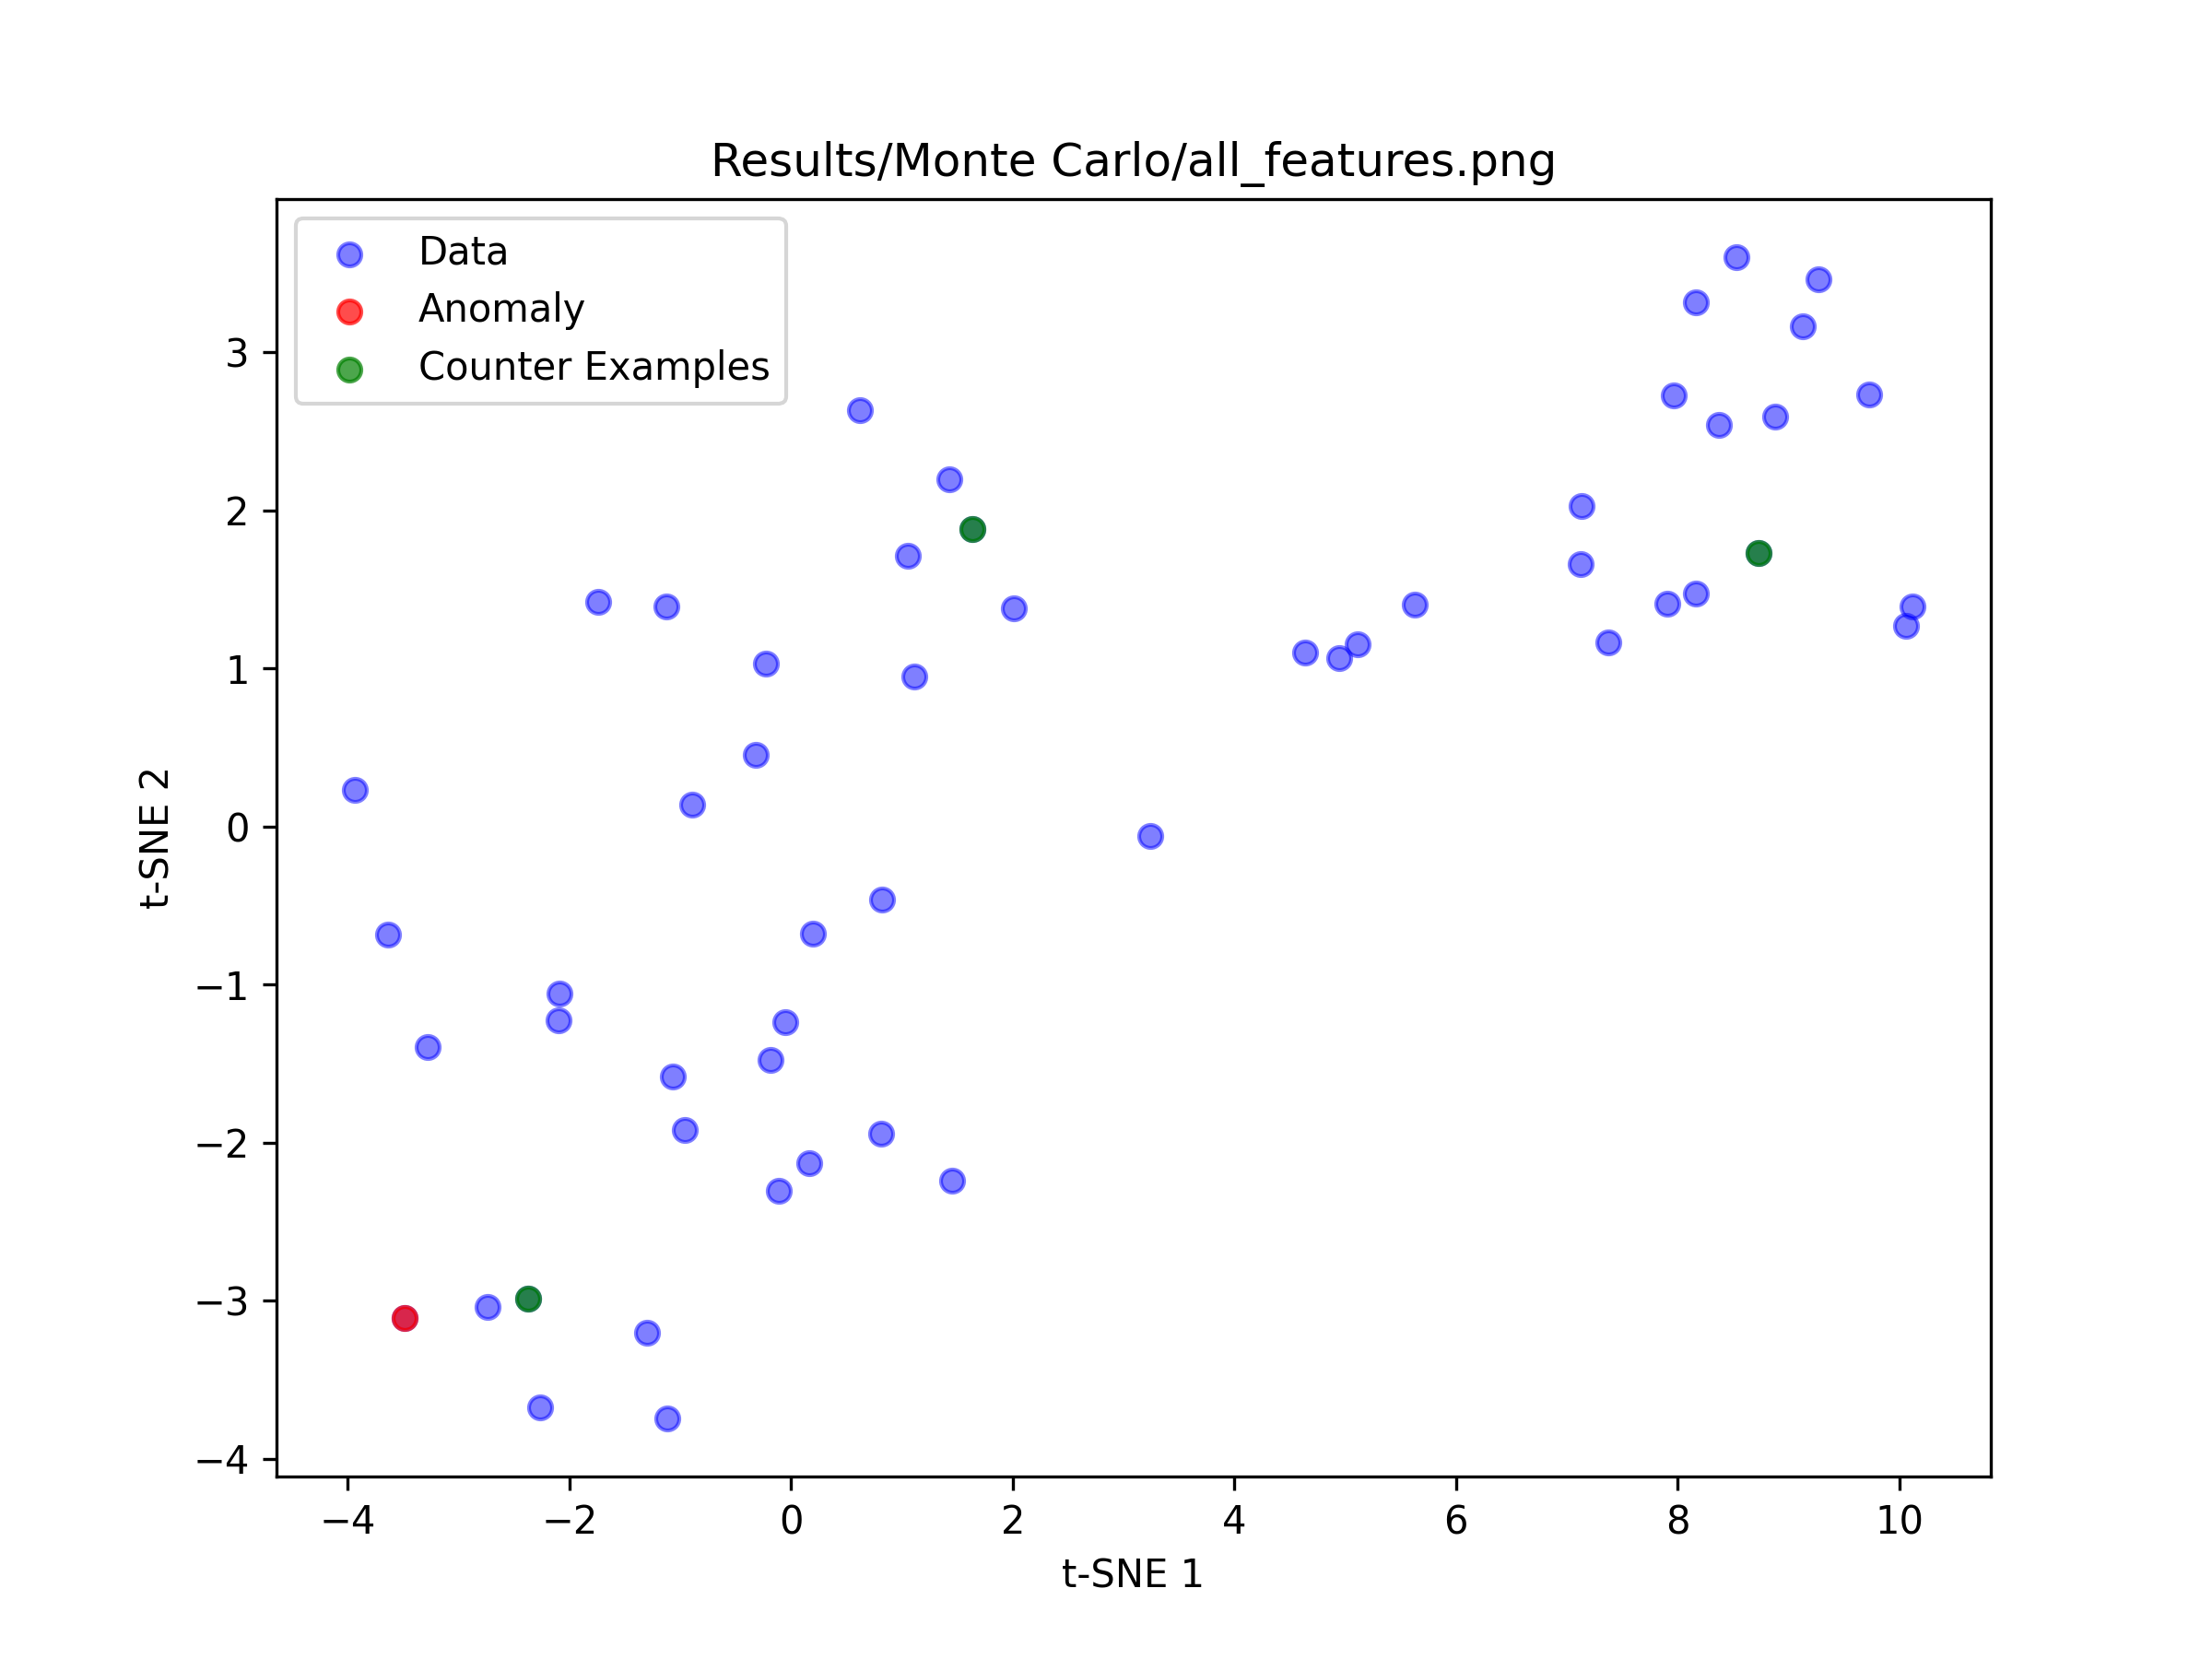 Results/Monte Carlo/all_features.png
Data
Anomaly
Counter Examples
3
2
1
0
−1
−2
−3
−4
t-SNE 2
−4 −2 0 2 4 6 8 10
t-SNE 1